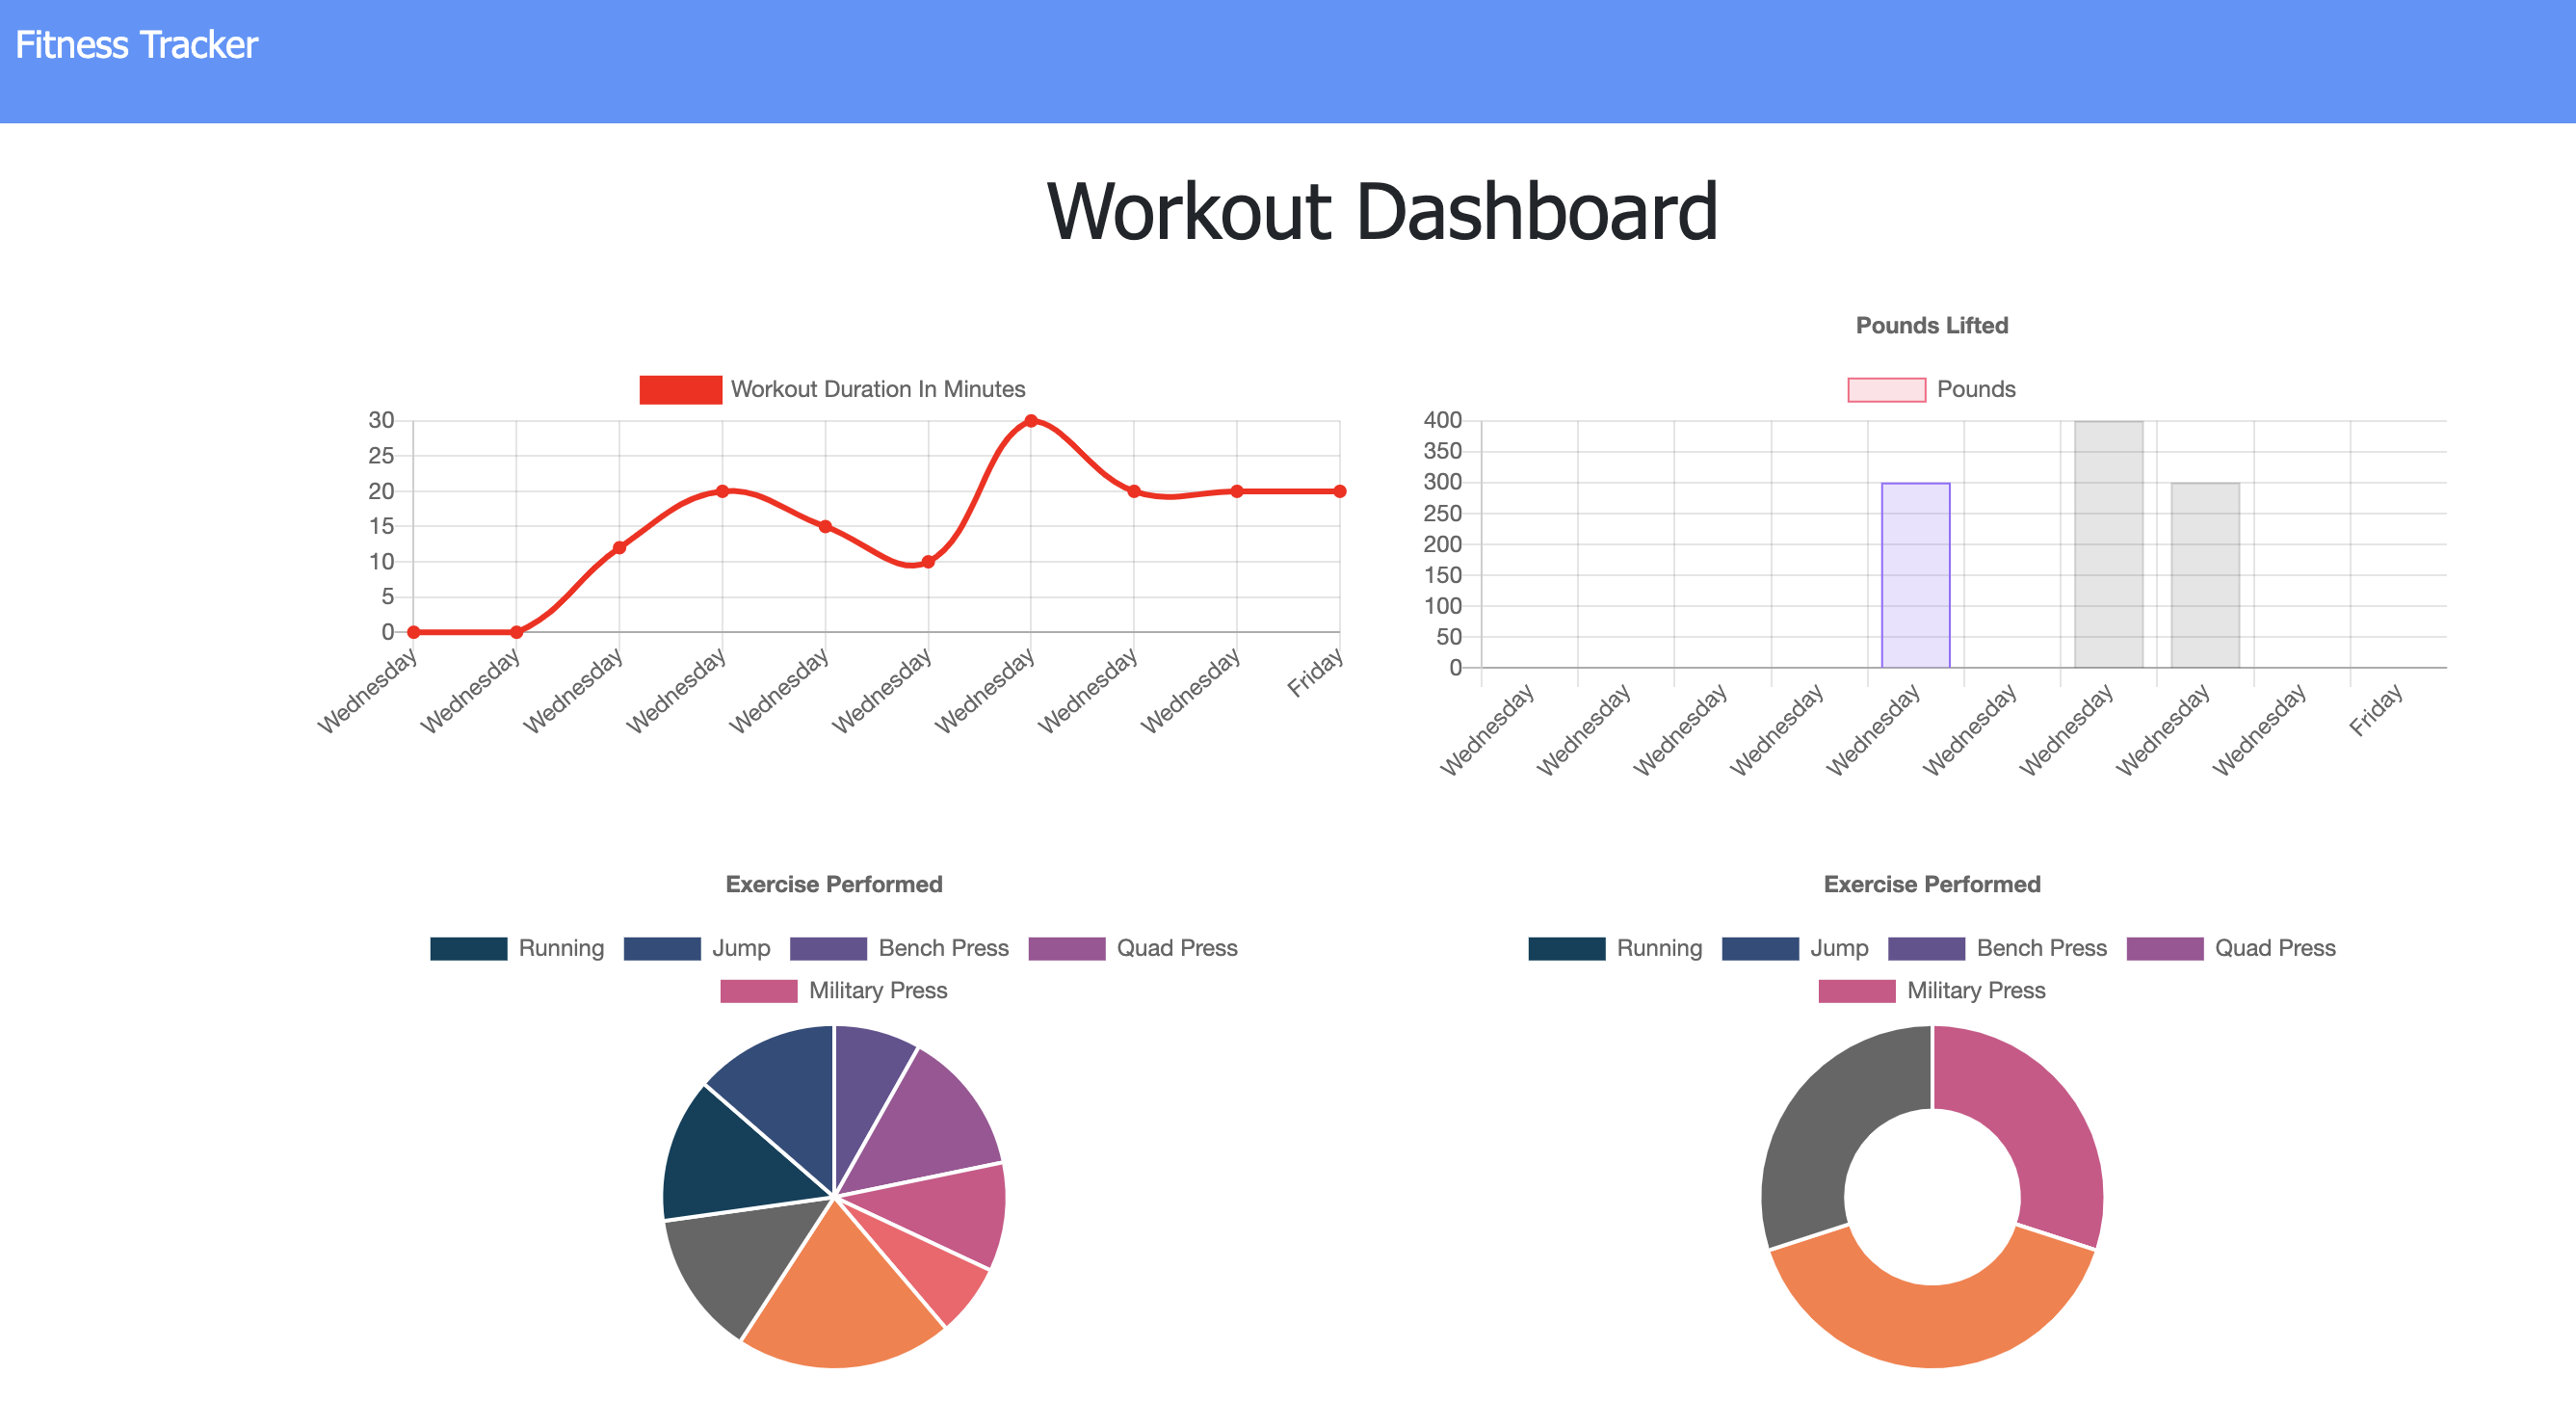 Fitness Tracker
Workout Dashboard
Workout Duration In Minutes
30
25
20
15
10
5
0
Wednesday Wednesday Wednesday Wednesday Wednesday Wednesday Wednesday Wednesday Wednesday Friday
Pounds Lifted
Pounds
400
350
300
250
200
150
100
50
0
Wednesday Wednesday Wednesday Wednesday Wednesday Wednesday Wednesday Wednesday Wednesday Friday
Exercise Performed
Running Jump Bench Press Quad Press
Military Press
Exercise Performed
Running Jump Bench Press Quad Press
Military Press